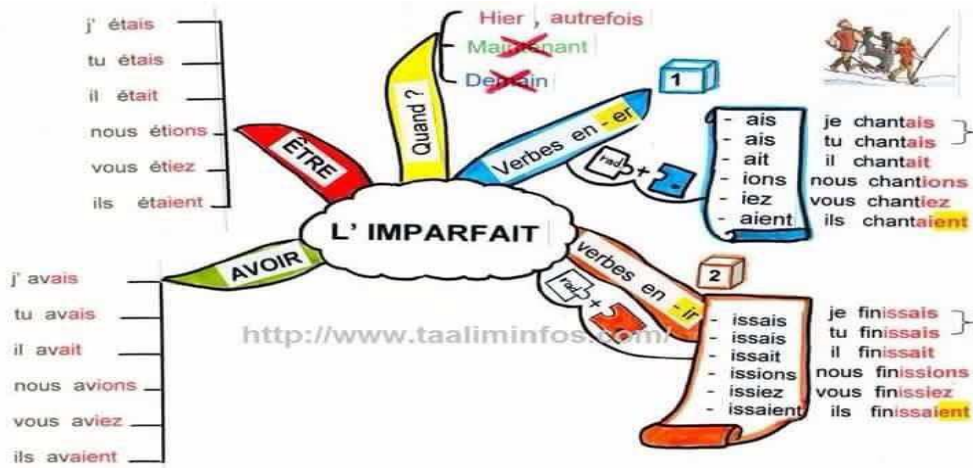 j' étais
tu étais
il était
nous étions
vous étiez
ils étaient
ÊTRE
Quand ?
Hier , autrefois
Maintenant
Demain
Verbes en - er
1
rad +
- ais
- ais
- ait
- ions
- iez
- aient
je chantais
tu chantais
il chantait
nous chantions
vous chantiez
ils chantaient
L' IMPARFAIT
AVOIR
j' avais
tu avais
il avait
nous avions
vous aviez
ils avaient
verbes en - ir
2
rad +
- issais
- issais
- issait
- issions
- issiez
- issaient
je finissais
tu finissais
il finissait
nous finissions
vous finissiez
ils finissaient
http://www.taaliminfos.com/